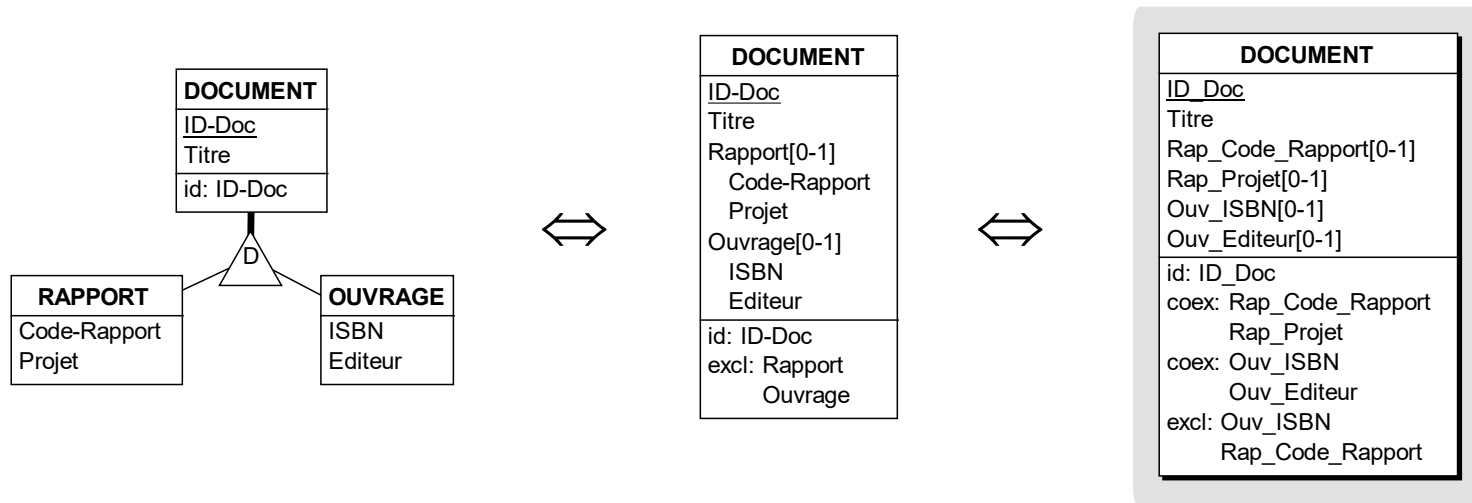 DOCUMENT
ID-Doc
Titre
id: ID-Doc
D
RAPPORT
Code-Rapport
Projet
OUVRAGE
ISBN
Editeur
DOCUMENT
ID-Doc
Titre
Rapport[0-1]
Code-Rapport
Projet
Ouvrage[0-1]
ISBN
Editeur
id: ID-Doc
excl: Rapport
Ouvrage
DOCUMENT
ID_Doc
Titre
Rap_Code_Rapport[0-1]
Rap_Projet[0-1]
Ouv_ISBN[0-1]
Ouv_Editeur[0-1]
id: ID_Doc
coex: Rap_Code_Rapport
Rap_Projet
coex: Ouv_ISBN
Ouv_Editeur
excl: Ouv_ISBN
Rap_Code_Rapport